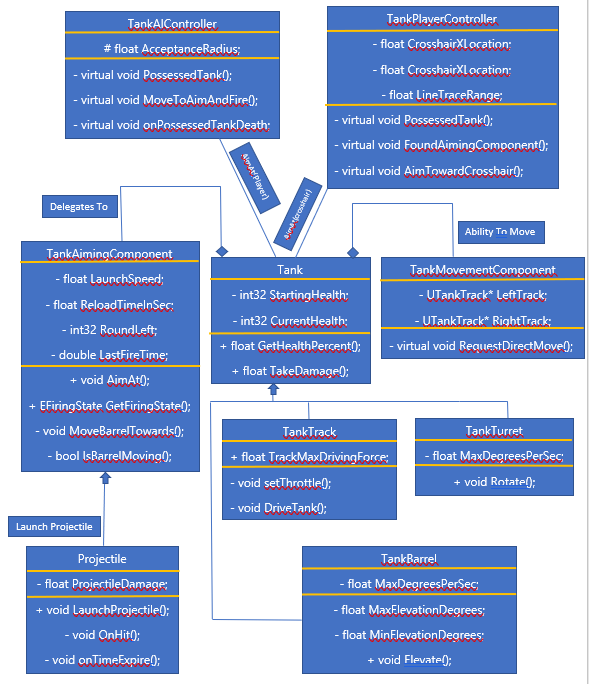 TankAIController
# float AcceptanceRadius;
- virtual void PossessedTank();
- virtual void MoveToAimAndFire();
- virtual void onPossessedTankDeath;
TankPlayerController
- float CrosshairXLocation;
- float CrosshairXLocation;
- float LineTraceRange;
- virtual void PossessedTank();
- virtual void FoundAimingComponent();
- virtual void AimTowardCrosshair();
AimAt(Player)
AimAt(crosshair)
Delegates To
Ability To Move
TankAimingComponent
- float LaunchSpeed;
- float ReloadTimeInSec;
- int32 RoundLeft;
- double LastFireTime;
+ void AimAt();
+ EFiringState GetFiringState();
- void MoveBarrelTowards();
- bool IsBarrelMoving();
Tank
- int32 StartingHealth;
- int32 CurrentHealth;
+ float GetHealthPercent();
+ float TakeDamage();
TankMovementComponent
- UTankTrack* LeftTrack;
- UTankTrack* RightTrack;
- virtual void RequestDirectMove();
TankTrack
+ float TrackMaxDrivingForce;
- void setThrottle();
- void DriveTank();
TankTurret
- float MaxDegreesPerSec;
+ void Rotate();
Launch Projectile
Projectile
- float ProjectileDamage;
+ void LaunchProjectile();
- void OnHit();
- void onTimeExpire();
TankBarrel
- float MaxDegreesPerSec;
- float MaxElevationDegrees;
- float MinElevationDegrees;
+ void Elevate();